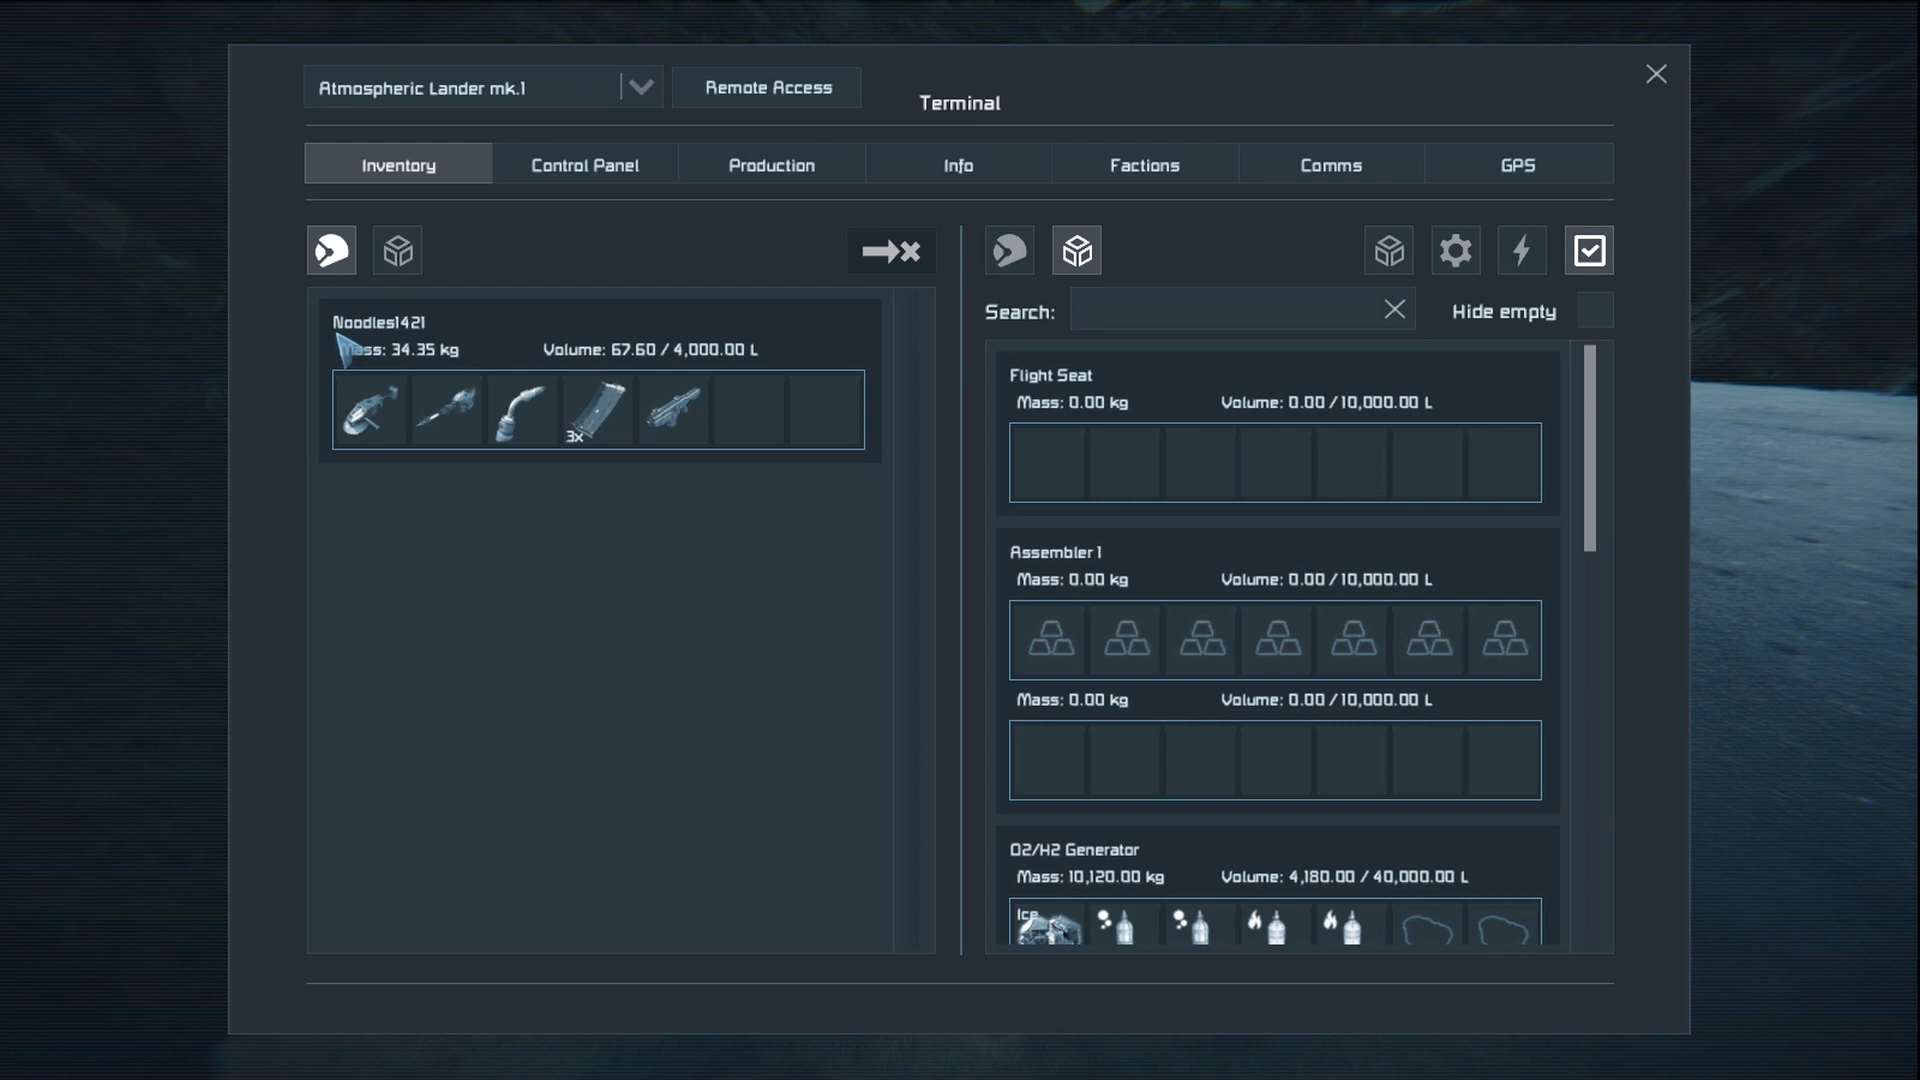 Atmospheric Lander mk.1
Remote Access
Terminal
Inventory
Control Panel
Production
Info
Factions
Comms
GPS
Search:
Hide empty
Noodles1421
Mass: 34.35 kg
Volume: 67.60 / 4,000.00 L
3x
Flight Seat
Mass: 0.00 kg
Volume: 0.00 / 10,000.00 L
Assembler 1
Mass: 0.00 kg
Volume: 0.00 / 10,000.00 L
Mass: 0.00 kg
Volume: 0.00 / 10,000.00 L
O2/H2 Generator
Mass: 10,120.00 kg
Volume: 4,180.00 / 40,000.00 L
Ice